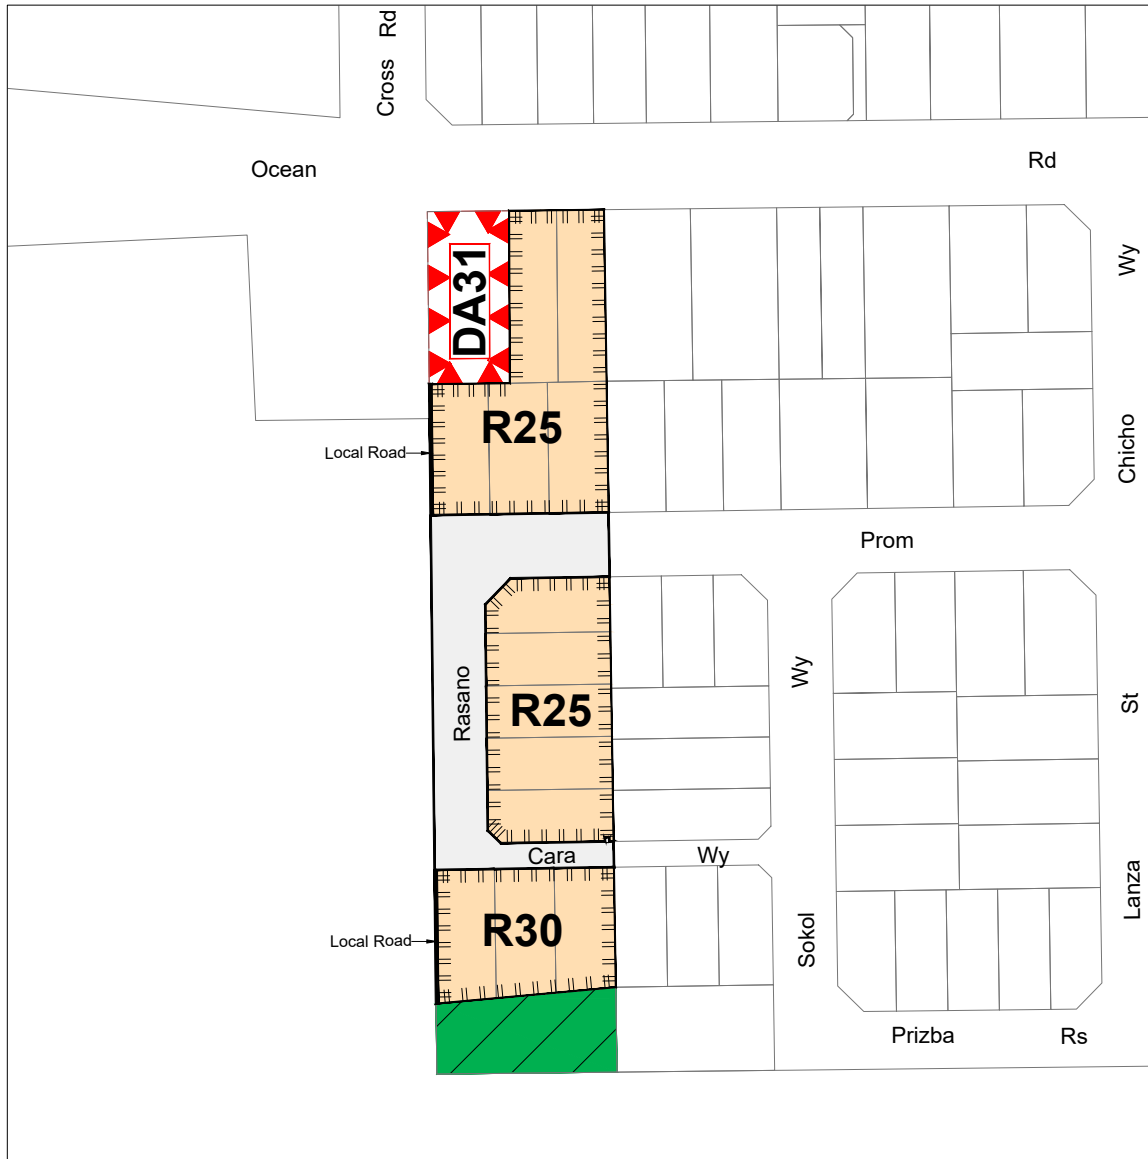 Cross Rd
Ocean
Rd
DA31
Wy
R25
Local Road
Chicho
Prom
Rasano
R25
Wy
St
Cara
Wy
R30
Local Road
Sokol
Lanza
Prizba
Rs